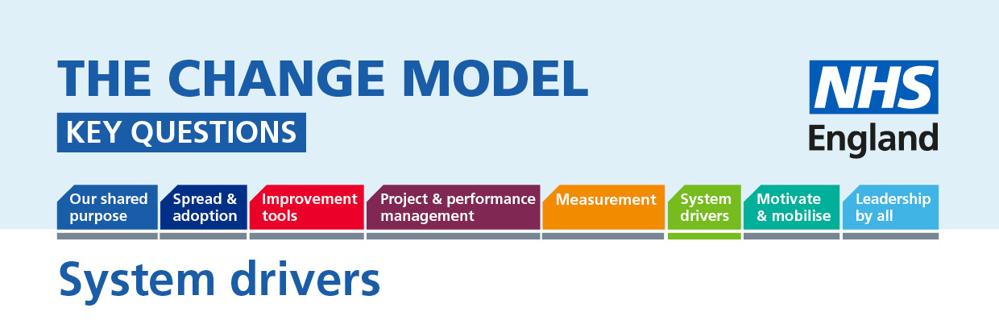 THE CHANGE MODEL
KEY QUESTIONS
NHS
England
Our shared
purpose
Spread &
adoption
Improvement
tools
Project & performance
management
Measurement
System
drivers
Motivate
& mobilise
Leadership
by all
System drivers